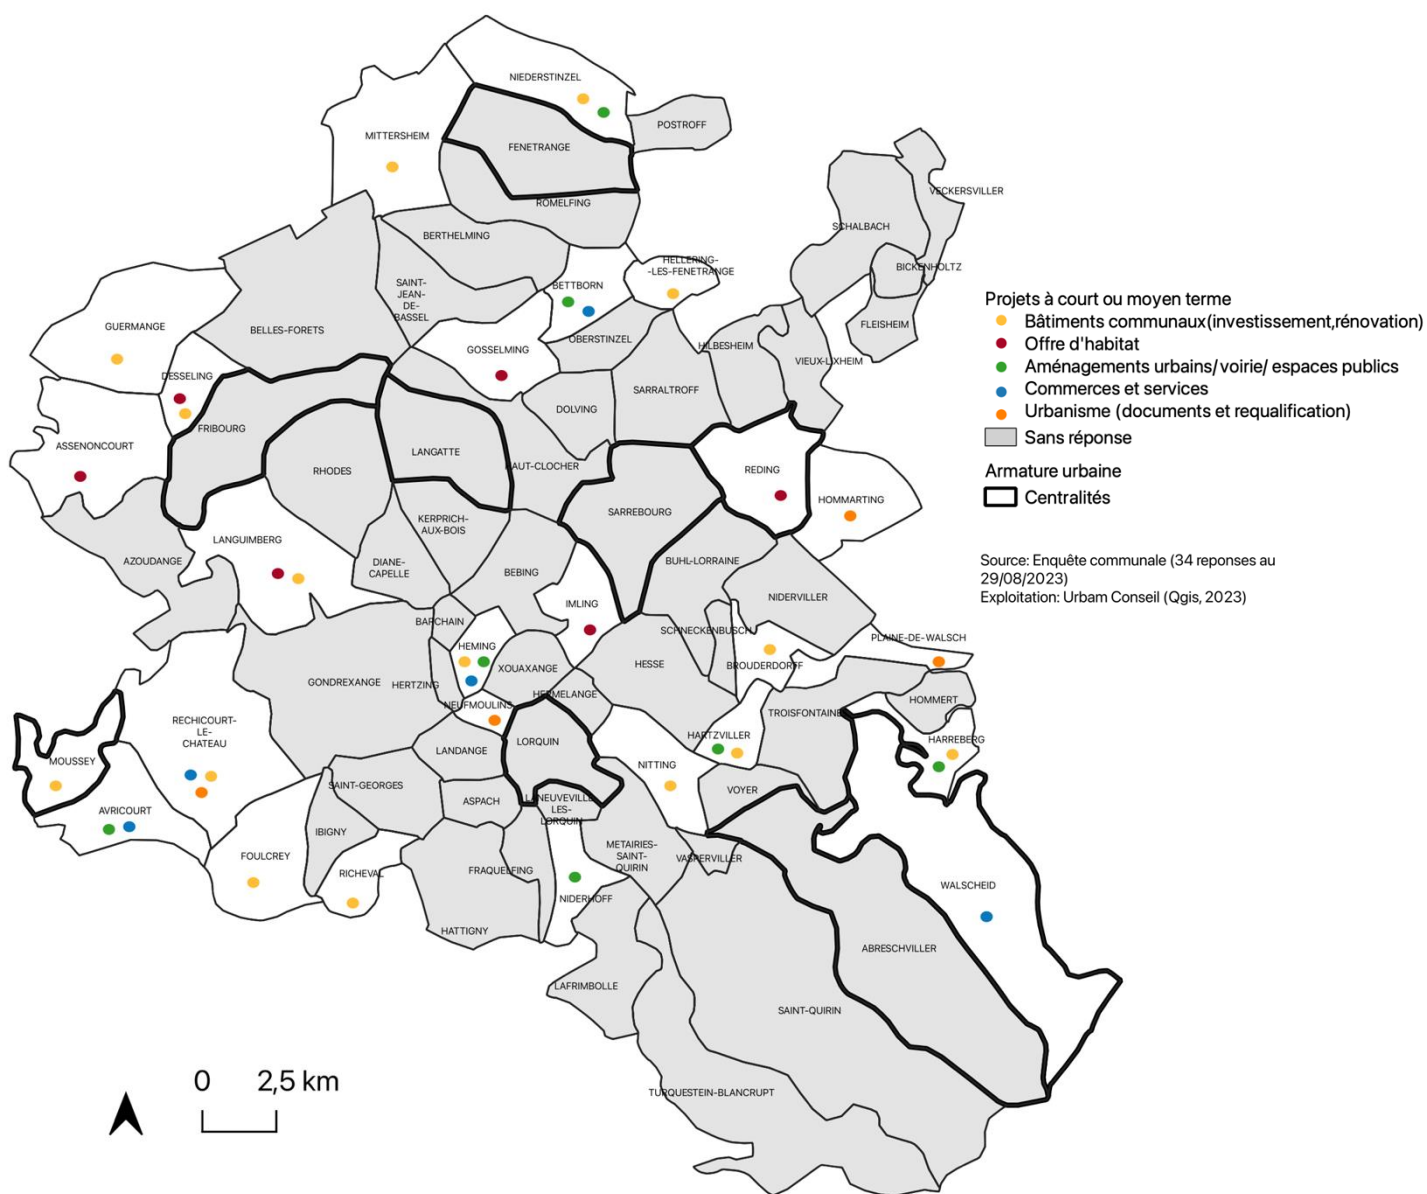 NIEDERSTINZEL
POSTROFF
MITTERSHEIM
FENETRANGE
VECKERSVILLER
ROMELFING
SCHALBACH
BERTHELMING
HELLERING-
-LES-FENETRANGE
BICKENHOLTZ
SAINT-
JEAN-
DE-
BASSEL
BETTBORN
GUERMANGE
BELLES-FORETS
FLEISHEIM
OBERSTINZEL
HILBESHEIM
GOSSELMING
VIEUX-LIXHEIM
DESSELING
SARRALTROFF
DOLVING
FRIBOURG
ASSENONCOURT
LANGATTE
HAUT-CLOCHER
RHODES
REDING
HOMMARTING
SARREBOURG
KERPRICH-
AUX-BOIS
LANGUIMBERG
AZOUDANGE
DIANE-
CAPELLE
BEBING
BUHL-LORRAINE
NIDERVILLER
IMLING
BARCHAIN
SCHNECKENBUSCH
PLAINE-DE-WALSCH
HEMING
XOUAXANGE
HESSE
BROUDERDORFF
GONDREXANGE
HERTZING
HERMELANGE
HOMMERT
NEUFMOULINS
TROISFONTAINES
RECHICOURT-
LE-
CHATEAU
HARTZVILLER
HARREBERG
LORQUIN
LANDANGE
MOUSSEY
NITTING
SAINT-GEORGES
VOYER
ASPACH
LANEUVEVILLE-
LES-
LORQUIN
AVRICOURT
IBIGNY
METAIRIES-
SAINT-
QUIRIN
VASPERVILLER
FOULCREY
RICHEVAL
FRAQUELFING
NIDERHOFF
WALSCHEID
HATTIGNY
ABRESCHVILLER
LAFRIMBOLLE
SAINT-QUIRIN
TURQUESTEIN-BLANCRUPT
Projets à court ou moyen terme
Bâtiments communaux(investissement,rénovation)
Offre d'habitat
Aménagements urbains/ voirie/ espaces publics
Commerces et services
Urbanisme (documents et requalification)
Sans réponse
Armature urbaine
Centralités
Source: Enquête communale (34 reponses au
29/08/2023)
Exploitation: Urbam Conseil (Qgis, 2023)
0 2,5 km